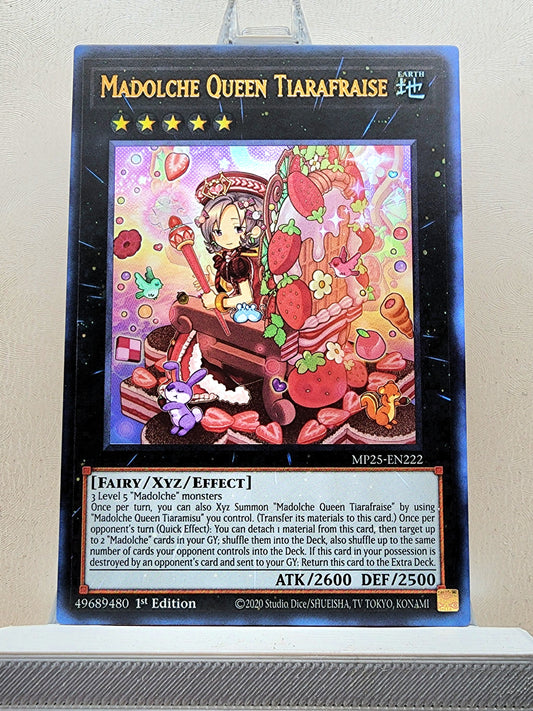 MADOLCHE QUEEN TIARAFRAISE
EARTH
地
MP25-EN222
[FAIRY/XYZ/EFFECT]
3 Level 5 "Madolche" monsters
Once per turn, you can also Xyz Summon "Madolche Queen Tiarafraise" by using
"Madolche Queen Tiaramisu" you control. (Transfer its materials to this card.) Once per
opponent's turn (Quick Effect): You can detach 1 material from this card, then target up
to 2 "Madolche" cards in your GY; shuffle them into the Deck, also shuffle up to the same
number of cards your opponent controls into the Deck. If this card in your possession is
destroyed by an opponent's card and sent to your GY: Return this card to the Extra Deck.
ATK/2600 DEF/2500
49689480 1st Edition
©2020 Studio Dice/SHUEISHA, TV TOKYO, KONAMI